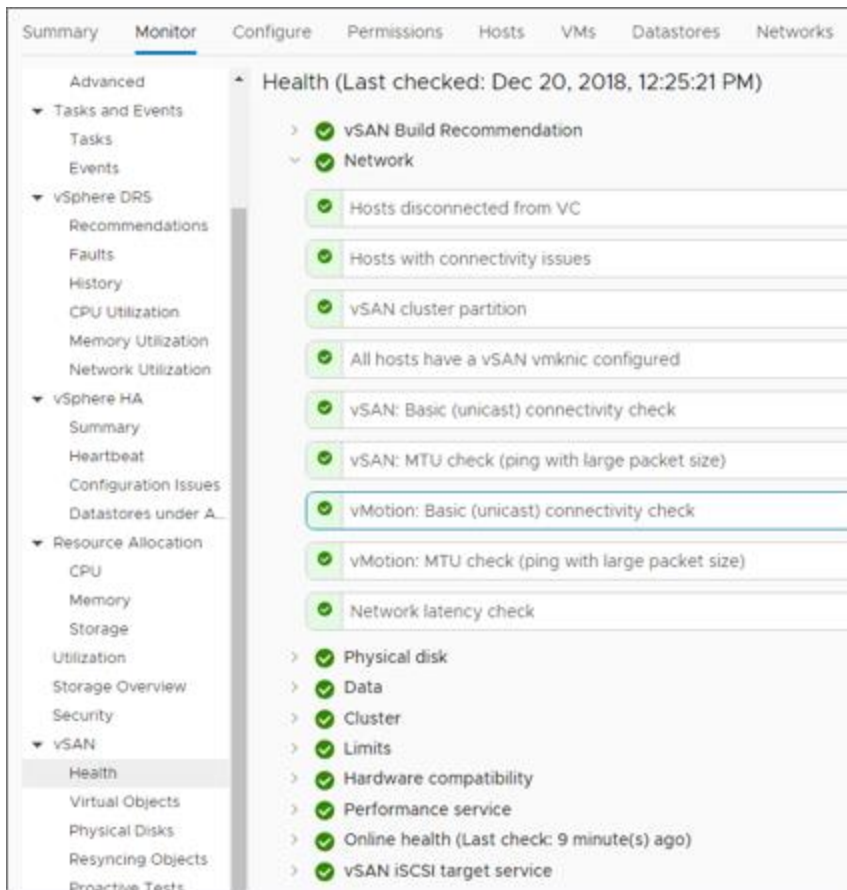 Summary Monitor Configure Permissions Hosts VMs Datastores Networks
Advanced
Tasks and Events
Tasks
Events
vSphere DRS
Recommendations
Faults
History
CPU Utilization
Memory Utilization
Network Utilization
vSphere HA
Summary
Heartbeat
Configuration Issues
Datastores under A...
Resource Allocation
CPU
Memory
Storage
Utilization
Storage Overview
Security
vSAN
Health
Virtual Objects
Physical Disks
Resyncing Objects
Proactive Tests
Health (Last checked: Dec 20, 2018, 12:25:21 PM)
vSAN Build Recommendation
Network
Hosts disconnected from VC
Hosts with connectivity issues
vSAN cluster partition
All hosts have a vSAN vmknic configured
vSAN: Basic (unicast) connectivity check
vSAN: MTU check (ping with large packet size)
vMotion: Basic (unicast) connectivity check
vMotion: MTU check (ping with large packet size)
Network latency check
Physical disk
Data
Cluster
Limits
Hardware compatibility
Performance service
Online health (Last check: 9 minute(s) ago)
vSAN iSCSI target service